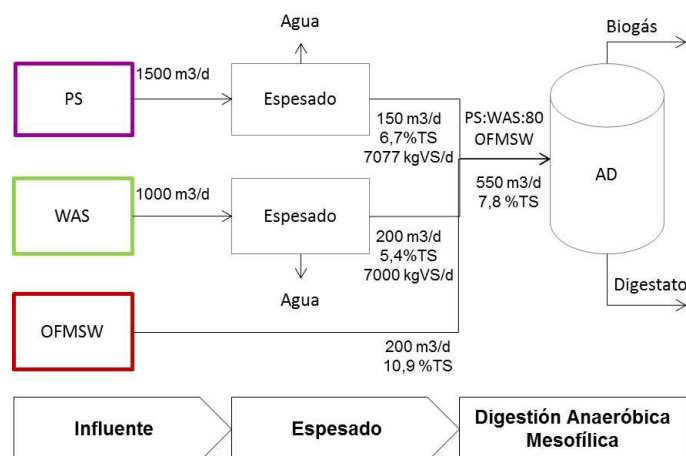 Agua
Biogás
1500 m3/d
PS
Espesado
150 m3/d
6,7%TS
7077 kgVS/d
PS:WAS:80
OFMSW
550 m3/d
7,8 %TS
AD
1000 m3/d
WAS
Espesado
200 m3/d
5,4%TS
7000 kgVS/d
Agua
Digestato
OFMSW
200 m3/d
10,9 %TS
Influente
Espesado
Digestión Anaeróbica
Mesofílica